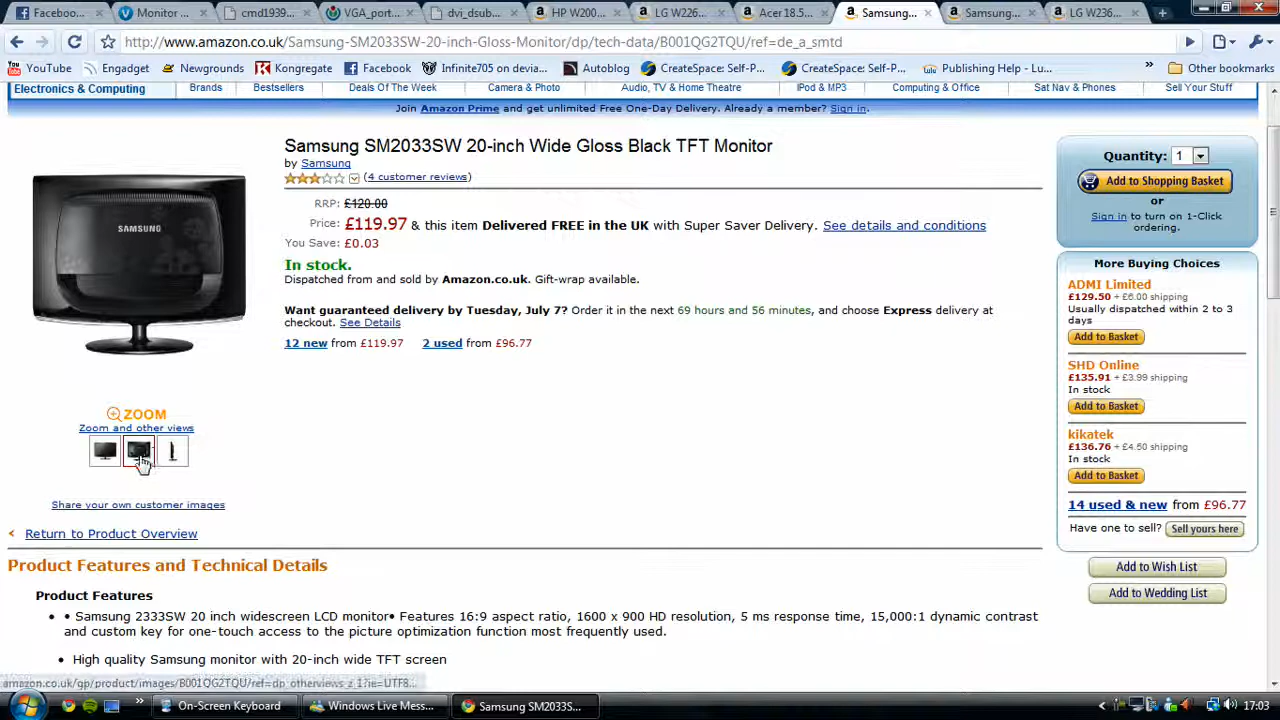 Facebook...
Monitor ...
cmd1939...
VGA_port...
dvi_dsub...
HP W200...
LG W226...
Acer 18.5...
Samsung...
Samsung...
LG W236...
http://www.amazon.co.uk/Samsung-SM2033SW-20-inch-Gloss-Monitor/dp/tech-data/B001QG2TQU/ref=de_a_smtd
YouTube Engadget Newgrounds Kongregate Facebook Infinite705 on devia... Autoblog CreateSpace: Self-P... CreateSpace: Self-P... Publishing Help - Lu... » Other bookmarks
Electronics & Computing Brands Bestsellers Deals Of The Week Camera & Photo Audio, TV & Home Theatre iPod & MP3 Computing & Office Sat Nav & Phones Sell Your Stuff
Join Amazon Prime and get unlimited Free One-Day Delivery. Already a member? Sign in.
Samsung SM2033SW 20-inch Wide Gloss Black TFT Monitor
by Samsung
(4 customer reviews)
RRP: £120.00
Price: £119.97 & this item Delivered FREE in the UK with Super Saver Delivery. See details and conditions
You Save: £0.03
In stock.
Dispatched from and sold by Amazon.co.uk. Gift-wrap available.
Want guaranteed delivery by Tuesday, July 7? Order it in the next 69 hours and 56 minutes, and choose Express delivery at
checkout. See Details
12 new from £119.97 2 used from £96.77
SAMSUNG
ZOOM
Zoom and other views
Share your own customer images
Return to Product Overview
Quantity: 1
Add to Shopping Basket
or
Sign in to turn on 1-Click
ordering.
More Buying Choices
ADMI Limited
£129.50 + £6.00 shipping
Usually dispatched within 2 to 3
days
Add to Basket
SHD Online
£135.91 + £3.99 shipping
In stock
Add to Basket
kikatek
£136.76 + £4.50 shipping
In stock
Add to Basket
14 used & new from £96.77
Have one to sell? Sell yours here
Add to Wish List
Add to Wedding List
Product Features and Technical Details
Product Features
• • Samsung 2333SW 20 inch widescreen LCD monitor• Features 16:9 aspect ratio, 1600 x 900 HD resolution, 5 ms response time, 15,000:1 dynamic contrast
and custom key for one-touch access to the picture optimization function most frequently used.
• High quality Samsung monitor with 20-inch wide TFT screen
amazon.co.uk/gp/product/images/B001QG2TQU/ref=dp_otherviews_z_1?ie=UTF8...
» On-Screen Keyboard Windows Live Mess... Samsung SM2033S... 17:03